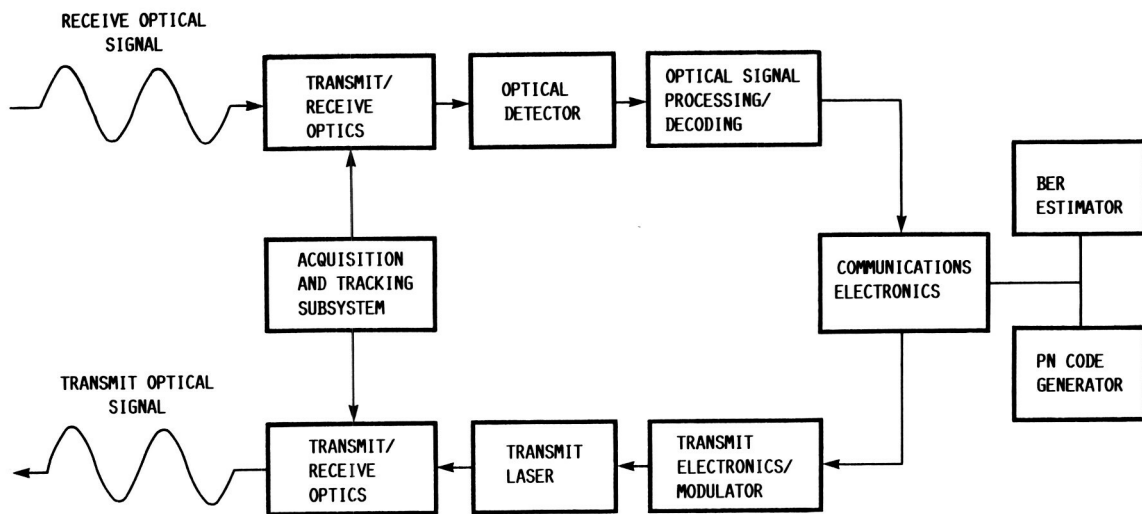 RECEIVE OPTICAL
SIGNAL
TRANSMIT/
RECEIVE
OPTICS
OPTICAL
DETECTOR
OPTICAL SIGNAL
PROCESSING/
DECODING
BER
ESTIMATOR
ACQUISITION
AND TRACKING
SUBSYSTEM
COMMUNICATIONS
ELECTRONICS
PN CODE
GENERATOR
TRANSMIT OPTICAL
SIGNAL
TRANSMIT/
RECEIVE
OPTICS
TRANSMIT
LASER
TRANSMIT
ELECTRONICS/
MODULATOR